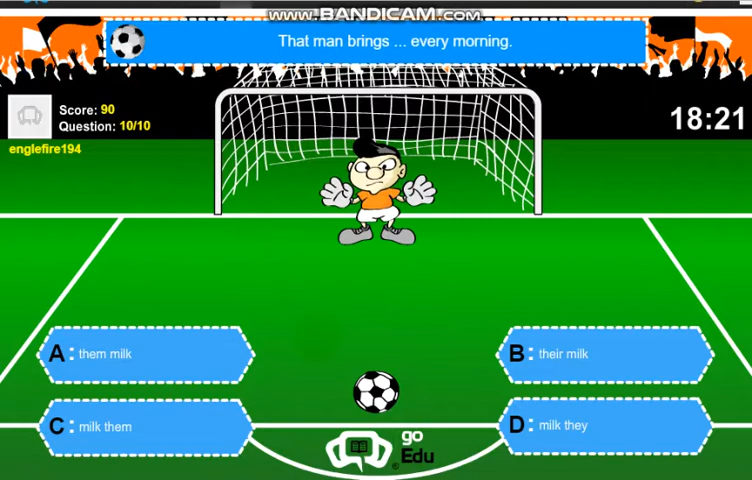 www.BANDICAM.com
That man brings ... every morning.
Score: 90
Question: 10/10
18:21
englefire194
A : them milk
B : their milk
C : milk them
D : milk they
go
Edu